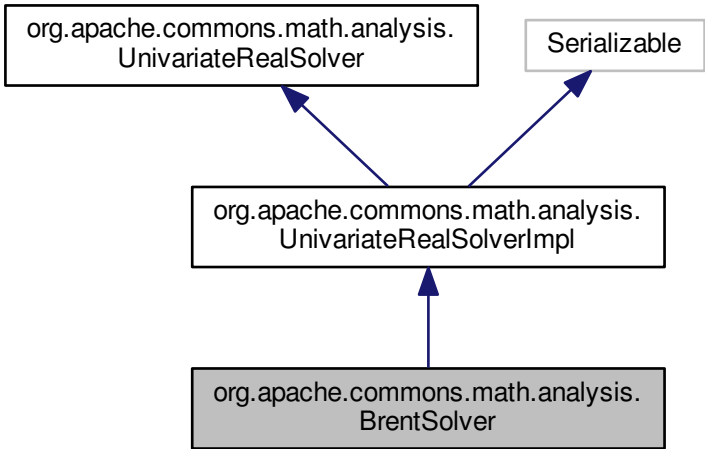 org.apache.commons.math.analysis.
UnivariateRealSolver
Serializable
org.apache.commons.math.analysis.
UnivariateRealSolverImpl
org.apache.commons.math.analysis.
BrentSolver